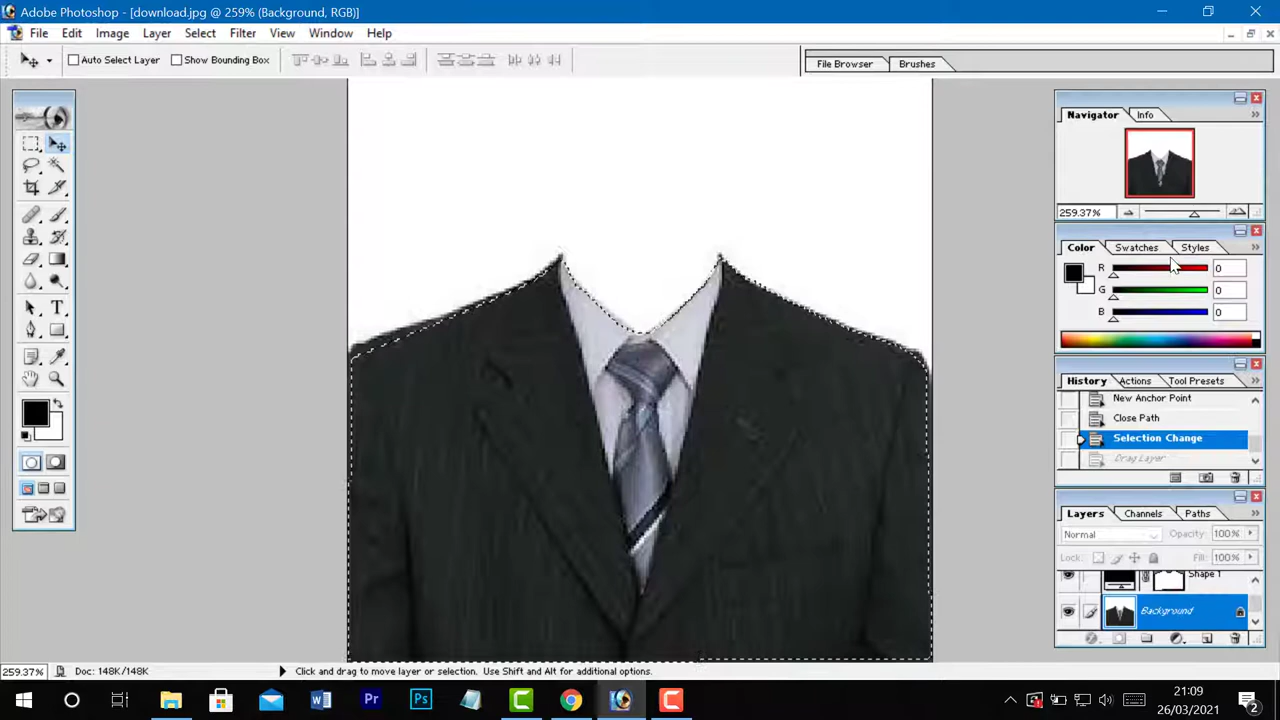 Adobe Photoshop - [download.jpg @ 259% (Background, RGB)]
File Edit Image Layer Select Filter View Window Help
Auto Select Layer Show Bounding Box File Browser Brushes
Navigator Info
259.37%
Color Swatches Styles
R 0
G 0
B 0
History Actions Tool Presets
New Anchor Point
Close Path
Selection Change
Drag Layer
Layers Channels Paths
Normal Opacity: 100%
Lock: Fill: 100%
Shape 1
Background
259.37% Doc: 148K/148K Click and drag to move layer or selection. Use Shift and Alt for additional options.
21:09
26/03/2021
2